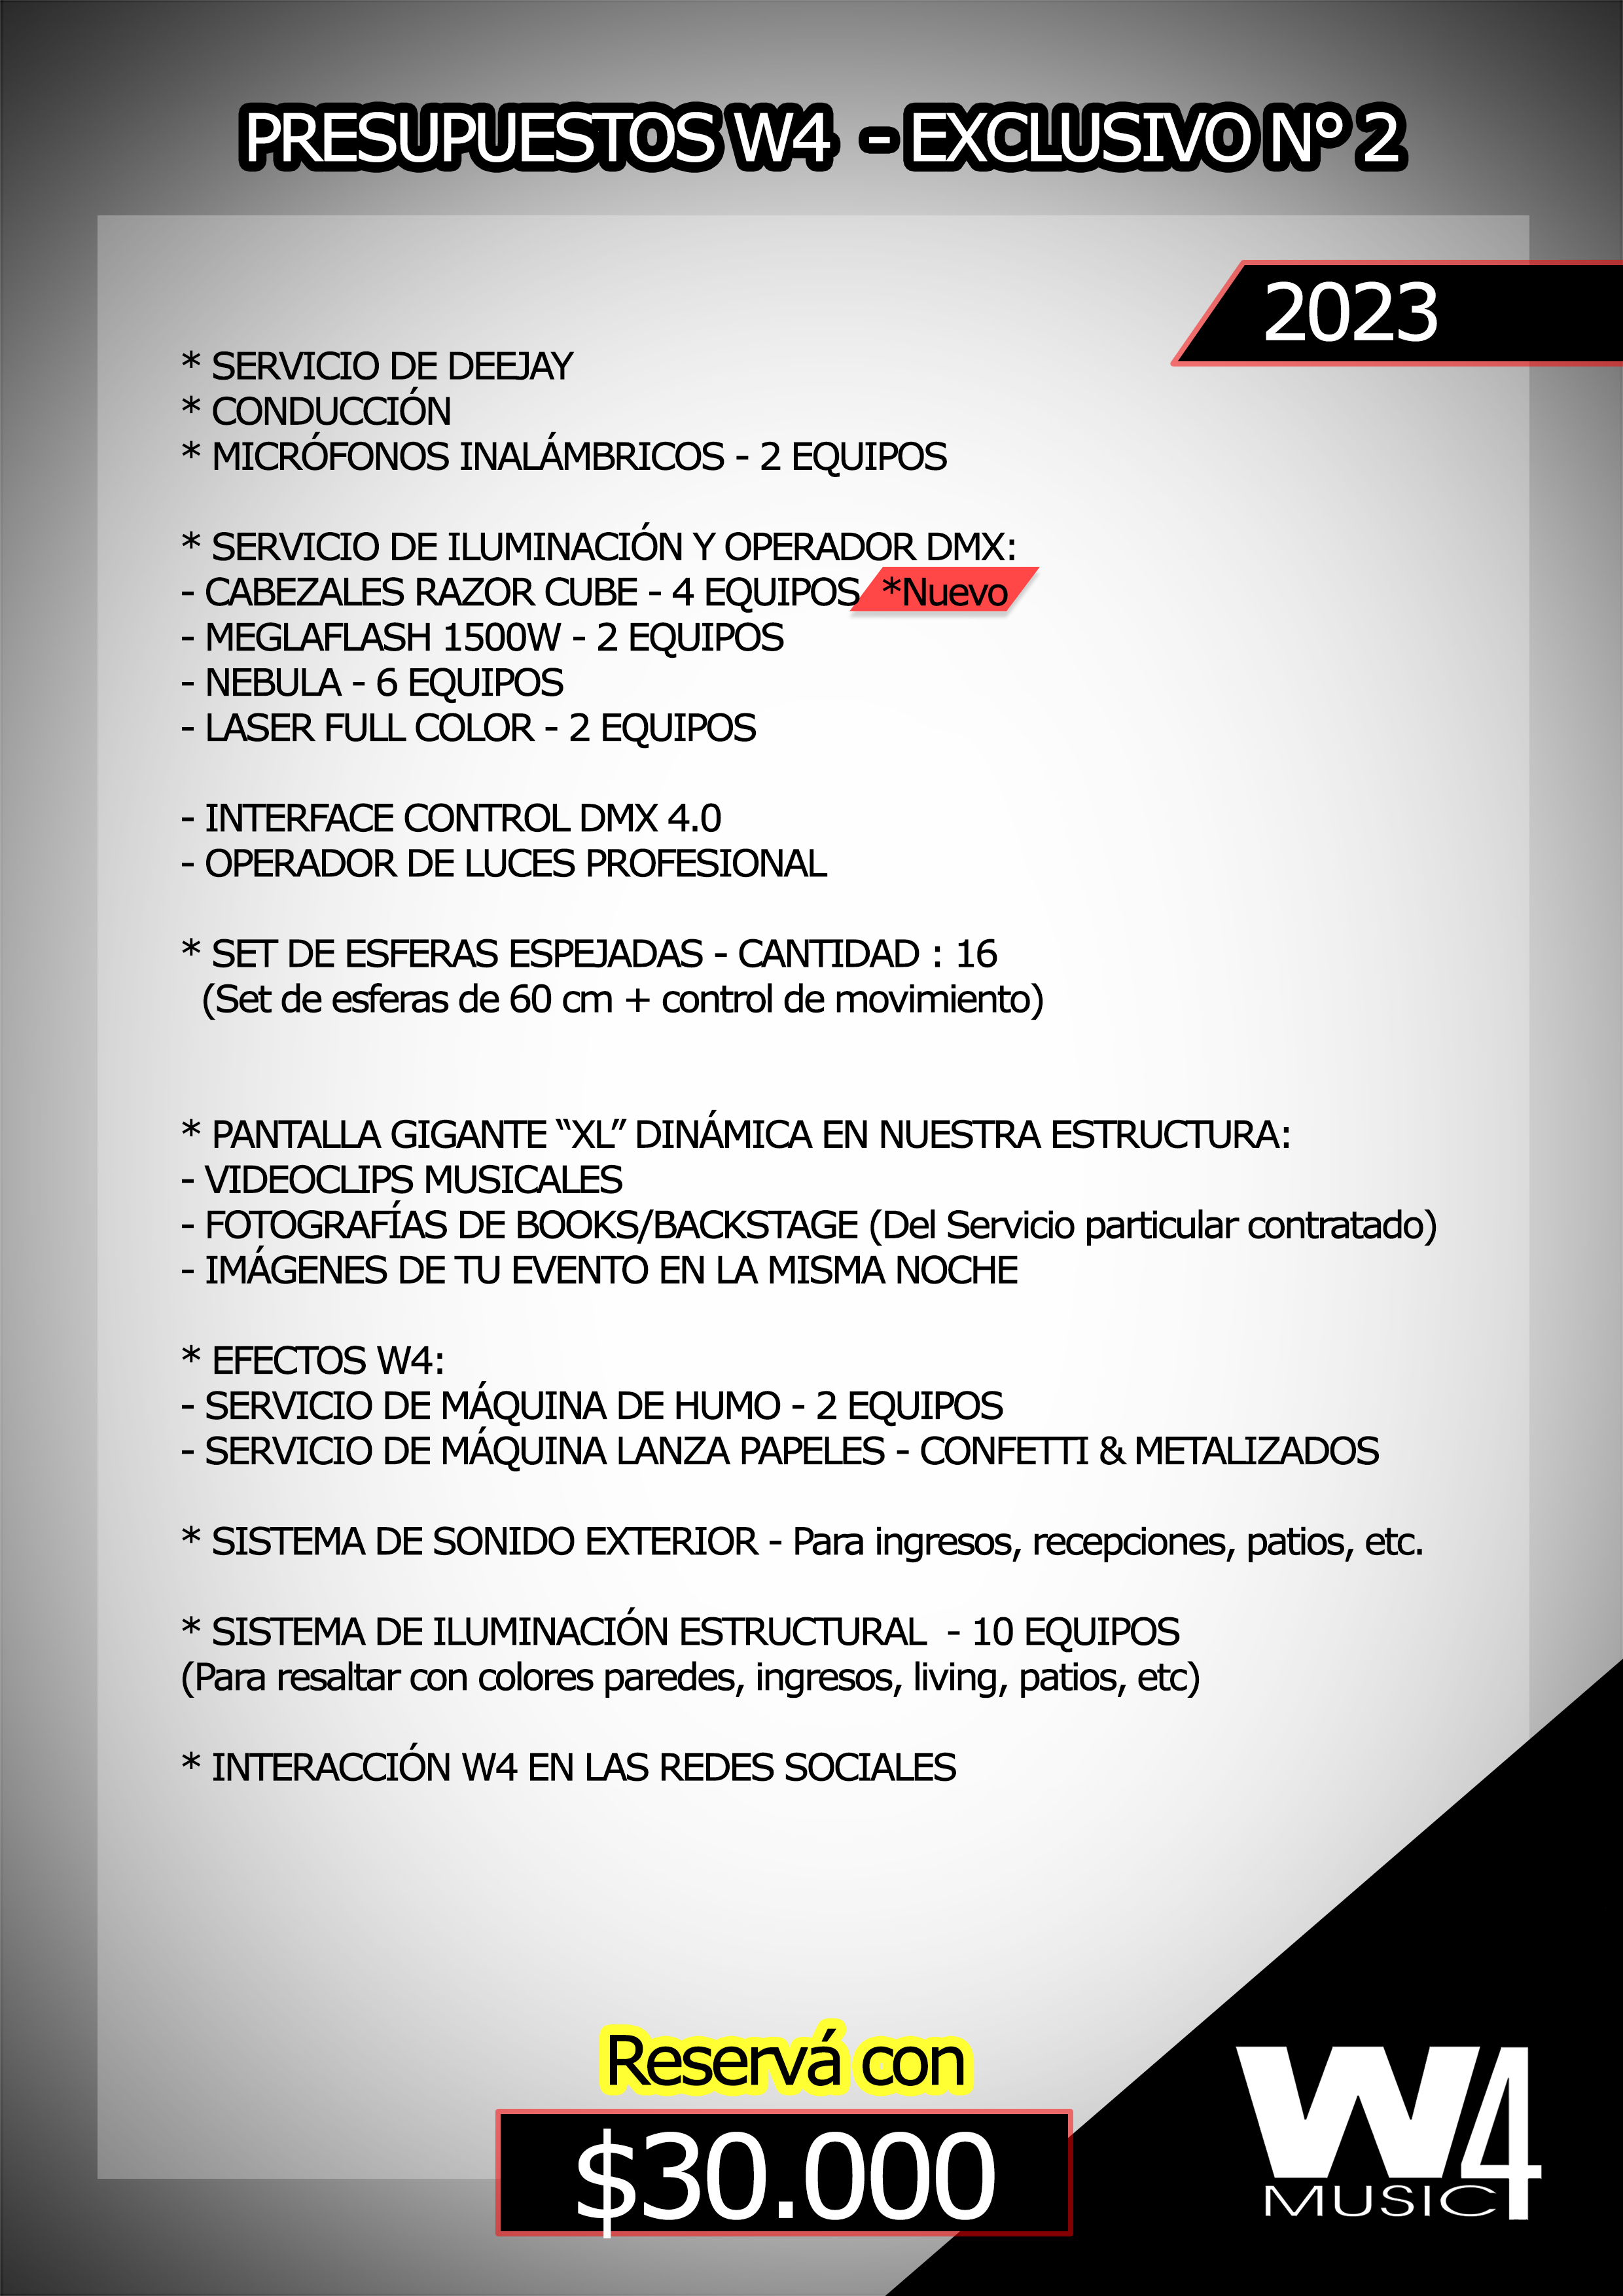 PRESUPUESTOS W4 - EXCLUSIVO N° 2
2023
* SERVICIO DE DEEJAY
* CONDUCCIÓN
* MICRÓFONOS INALÁMBRICOS - 2 EQUIPOS
* SERVICIO DE ILUMINACIÓN Y OPERADOR DMX:
- CABEZALES RAZOR CUBE - 4 EQUIPOS *Nuevo
- MEGLAFLASH 1500W - 2 EQUIPOS
- NEBULA - 6 EQUIPOS
- LASER FULL COLOR - 2 EQUIPOS
- INTERFACE CONTROL DMX 4.0
- OPERADOR DE LUCES PROFESIONAL
* SET DE ESFERAS ESPEJADAS - CANTIDAD : 16
(Set de esferas de 60 cm + control de movimiento)
* PANTALLA GIGANTE “XL” DINÁMICA EN NUESTRA ESTRUCTURA:
- VIDEOCLIPS MUSICALES
- FOTOGRAFÍAS DE BOOKS/BACKSTAGE (Del Servicio particular contratado)
- IMÁGENES DE TU EVENTO EN LA MISMA NOCHE
* EFECTOS W4:
- SERVICIO DE MÁQUINA DE HUMO - 2 EQUIPOS
- SERVICIO DE MÁQUINA LANZA PAPELES - CONFETTI & METALIZADOS
* SISTEMA DE SONIDO EXTERIOR - Para ingresos, recepciones, patios, etc.
* SISTEMA DE ILUMINACIÓN ESTRUCTURAL - 10 EQUIPOS
(Para resaltar con colores paredes, ingresos, living, patios, etc)
* INTERACCIÓN W4 EN LAS REDES SOCIALES
Reservá con
$30.000
W4
MUSIC